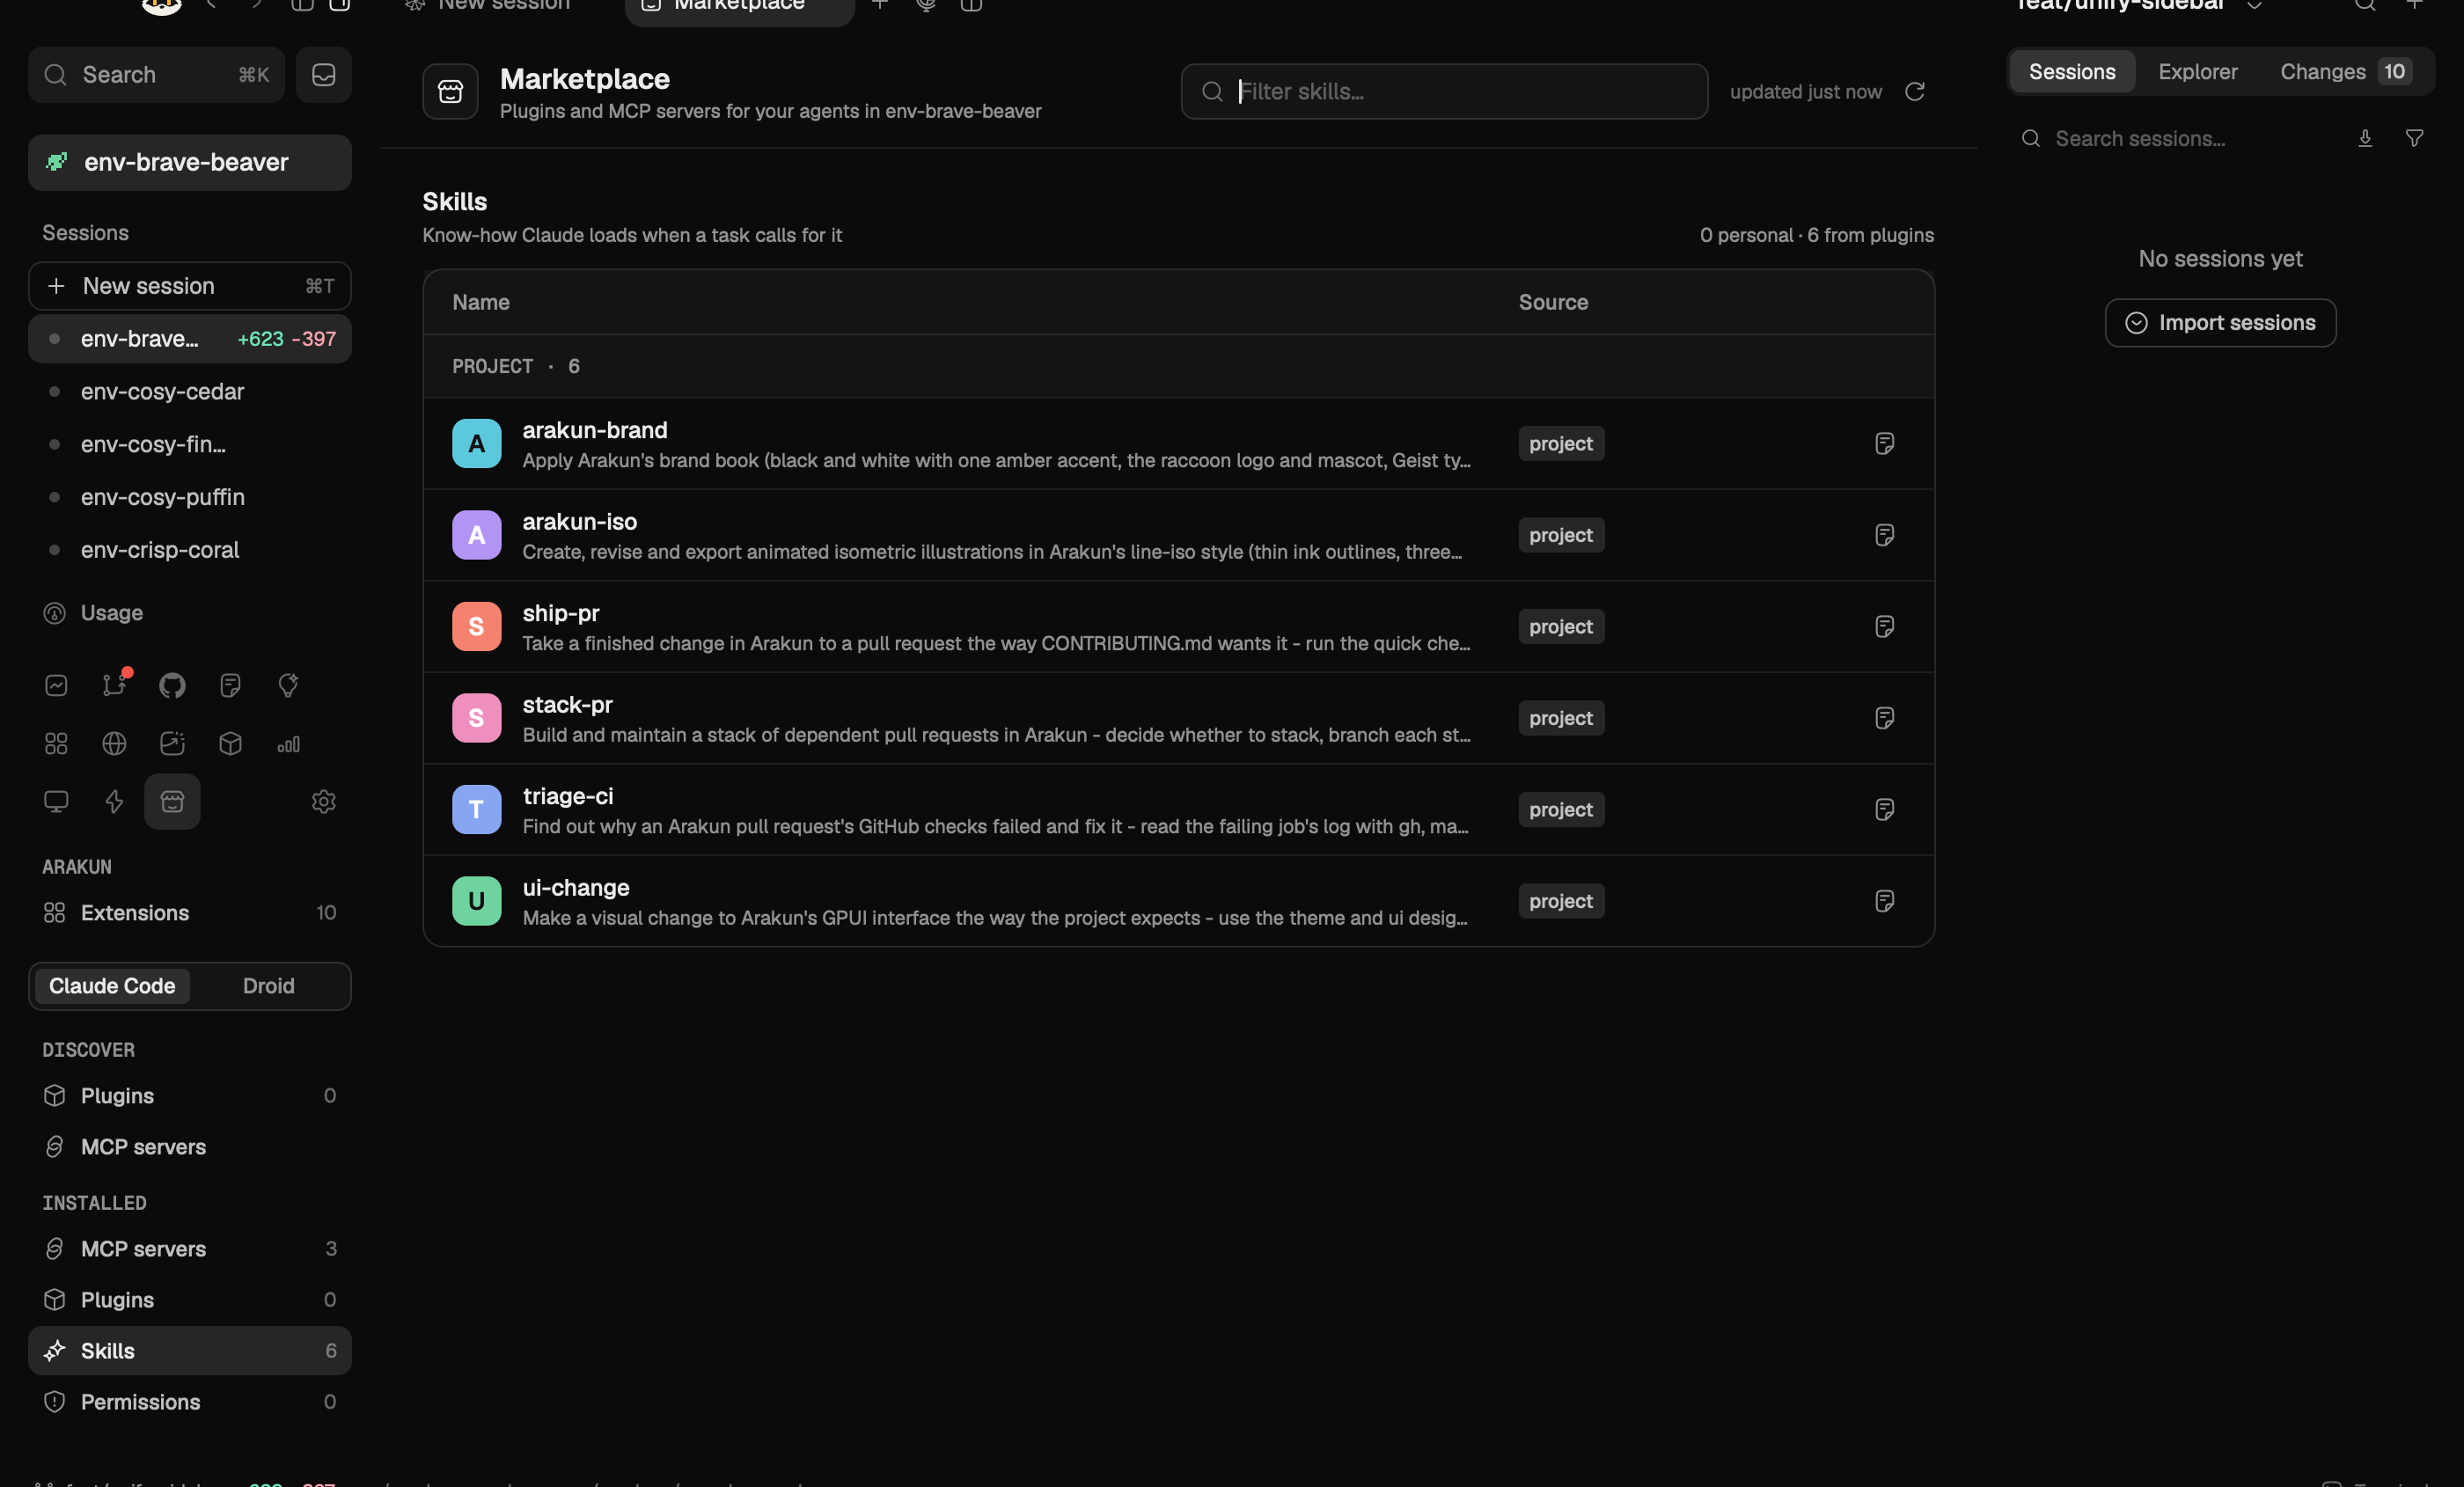 New session
Marketplace
feat/unify-sidebar
Search ⌘K
Marketplace
Plugins and MCP servers for your agents in env-brave-beaver
Filter skills...
updated just now
Sessions Explorer Changes 10
Search sessions...
env-brave-beaver
Sessions
New session ⌘T
env-brave... +623 -397
env-cosy-cedar
env-cosy-fin...
env-cosy-puffin
env-crisp-coral
Usage
ARAKUN
Extensions 10
Claude Code Droid
DISCOVER
Plugins 0
MCP servers
INSTALLED
MCP servers 3
Plugins 0
Skills 6
Permissions 0
Skills
Know-how Claude loads when a task calls for it
0 personal · 6 from plugins
Name Source
PROJECT · 6
A arakun-brand
Apply Arakun's brand book (black and white with one amber accent, the raccoon logo and mascot, Geist ty...
project
A arakun-iso
Create, revise and export animated isometric illustrations in Arakun's line-iso style (thin ink outlines, three...
project
S ship-pr
Take a finished change in Arakun to a pull request the way CONTRIBUTING.md wants it - run the quick che...
project
S stack-pr
Build and maintain a stack of dependent pull requests in Arakun - decide whether to stack, branch each st...
project
T triage-ci
Find out why an Arakun pull request's GitHub checks failed and fix it - read the failing job's log with gh, ma...
project
U ui-change
Make a visual change to Arakun's GPUI interface the way the project expects - use the theme and ui desig...
project
No sessions yet
Import sessions